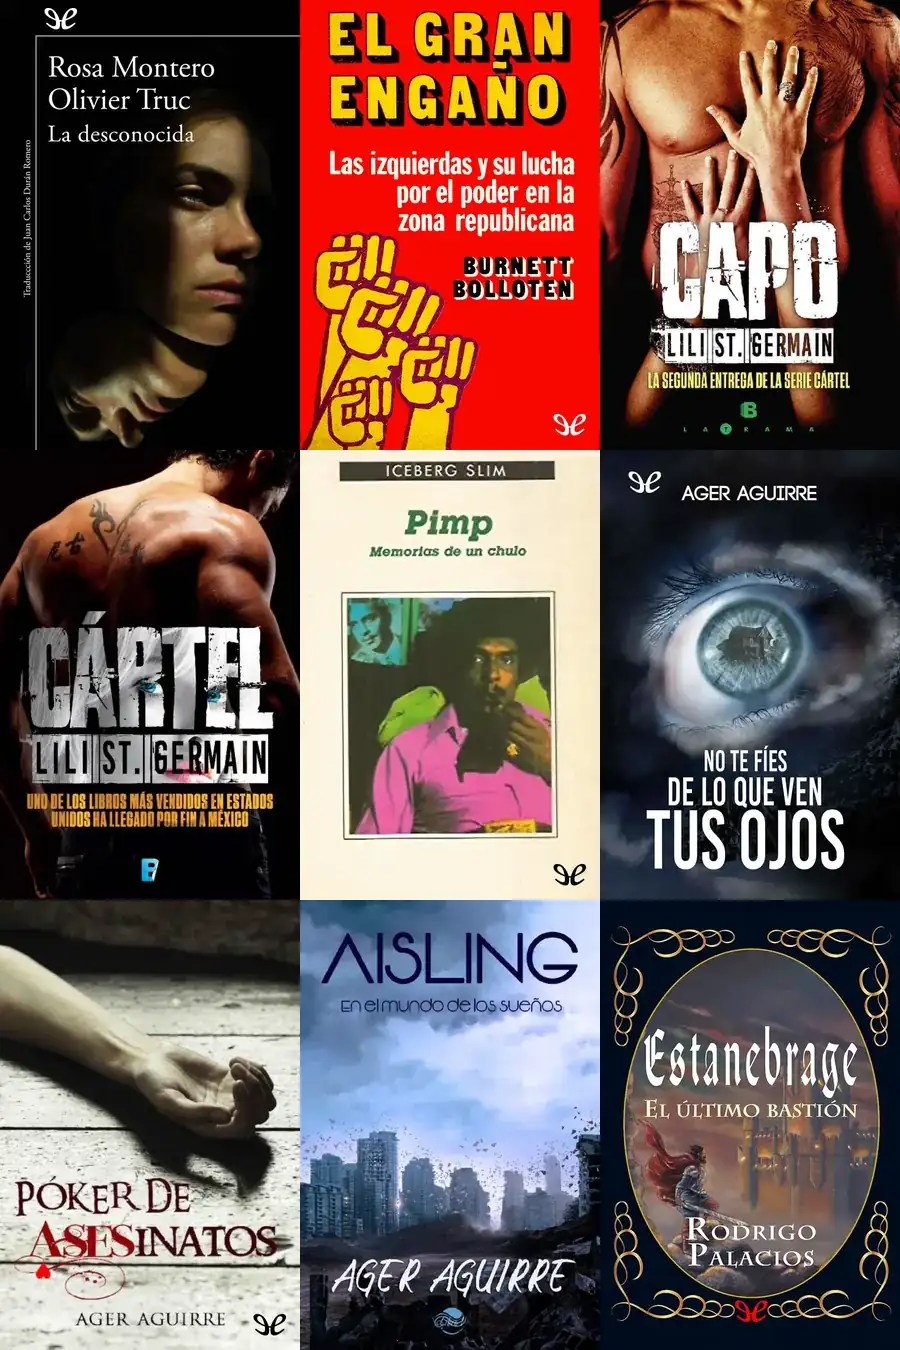 Rosa Montero
Olivier Truc
La desconocida
Traduccción de Juan Carlos Durán Romero
EL GRAN
ENGAÑO
Las izquierdas y su lucha
por el poder en la
zona republicana
BURNETT
BOLLOTEN
CAPO
LILI ST. GERMAIN
LA SEGUNDA ENTREGA DE LA SERIE CÁRTEL
B
LA TRAMA
CÁRTEL
LILI ST. GERMAIN
UNO DE LOS LIBROS MÁS VENDIDOS EN ESTADOS
UNIDOS HA LLEGADO POR FIN A MÉXICO
B
ICEBERG SLIM
Pimp
Memorias de un chulo
AGER AGUIRRE
NO TE FÍES
DE LO QUE VEN
TUS OJOS
PÓKER DE
ASESINATOS
AGER AGUIRRE
AISLING
En el mundo de los sueños
AGER AGUIRRE
Estanebrage
EL ÚLTIMO BASTIÓN
RODRIGO
PALACIOS